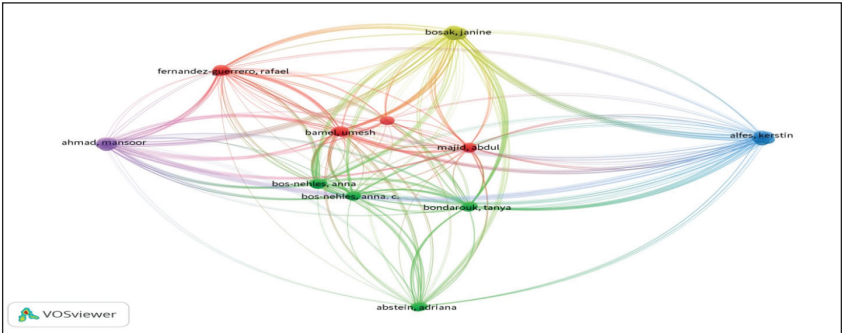 bosak, janine
fernandez-guerrero, rafael
bamel, umesh
alfes, kerstin
ahmad, mansoor
majid, abdul
bos-nehles, anna
bos-nehles, anna. c.
bondarouk, tanya
abstein, adriana
VOSviewer